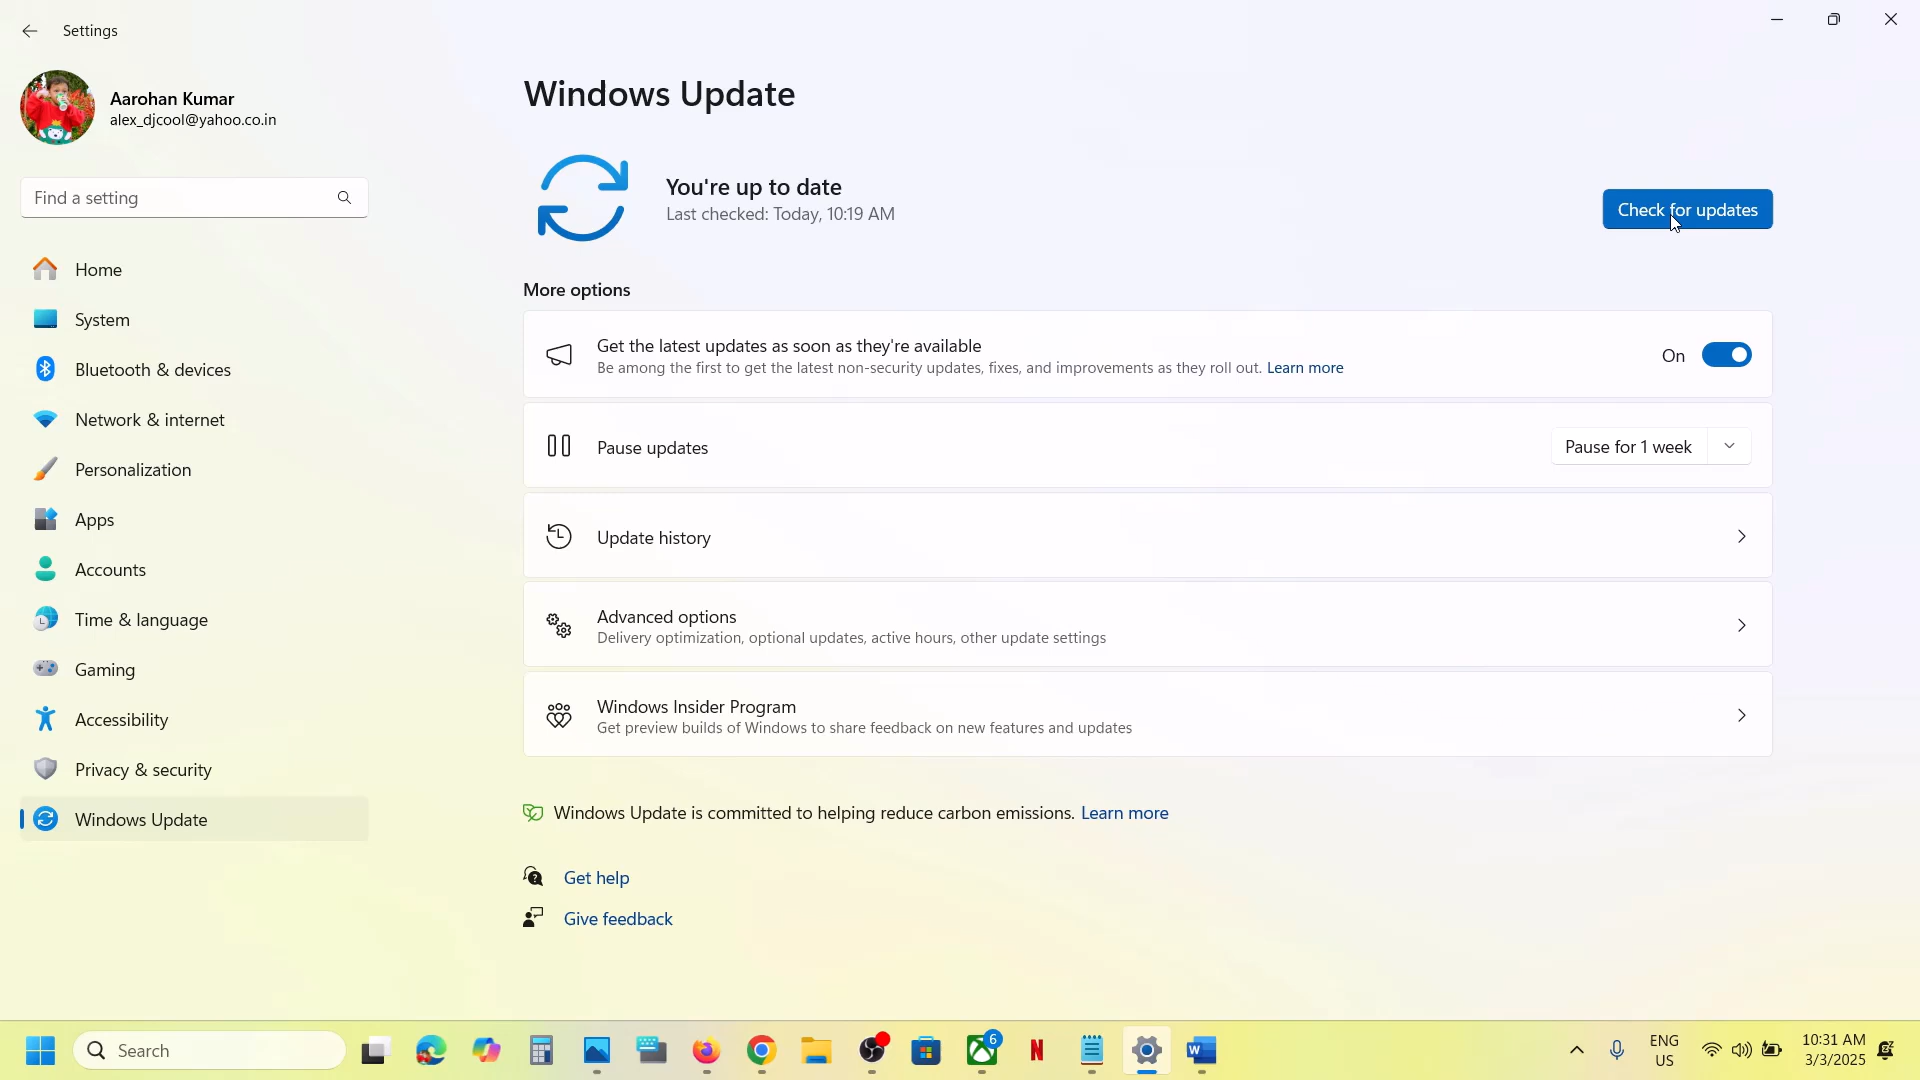 Settings
Aarohan Kumar
alex_djcool@yahoo.co.in
Find a setting
Home
System
Bluetooth & devices
Network & internet
Personalization
Apps
Accounts
Time & language
Gaming
Accessibility
Privacy & security
Windows Update
Windows Update
You're up to date
Last checked: Today, 10:19 AM
Check for updates
More options
Get the latest updates as soon as they're available
Be among the first to get the latest non-security updates, fixes, and improvements as they roll out. Learn more
On
Pause updates
Pause for 1 week
Update history
Advanced options
Delivery optimization, optional updates, active hours, other update settings
Windows Insider Program
Get preview builds of Windows to share feedback on new features and updates
Windows Update is committed to helping reduce carbon emissions. Learn more
Get help
Give feedback
Search
6
N
W
ENG
US
10:31 AM
3/3/2025